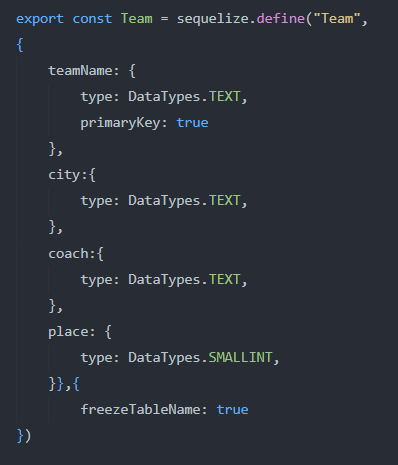 export const Team = sequelize.define("Team",
{
    teamName: {
        type: DataTypes.TEXT,
        primaryKey: true
    },
    city:{
        type: DataTypes.TEXT,
    },
    coach:{
        type: DataTypes.TEXT,
    },
    place: {
        type: DataTypes.SMALLINT,
    }},{
        freezeTableName: true
})